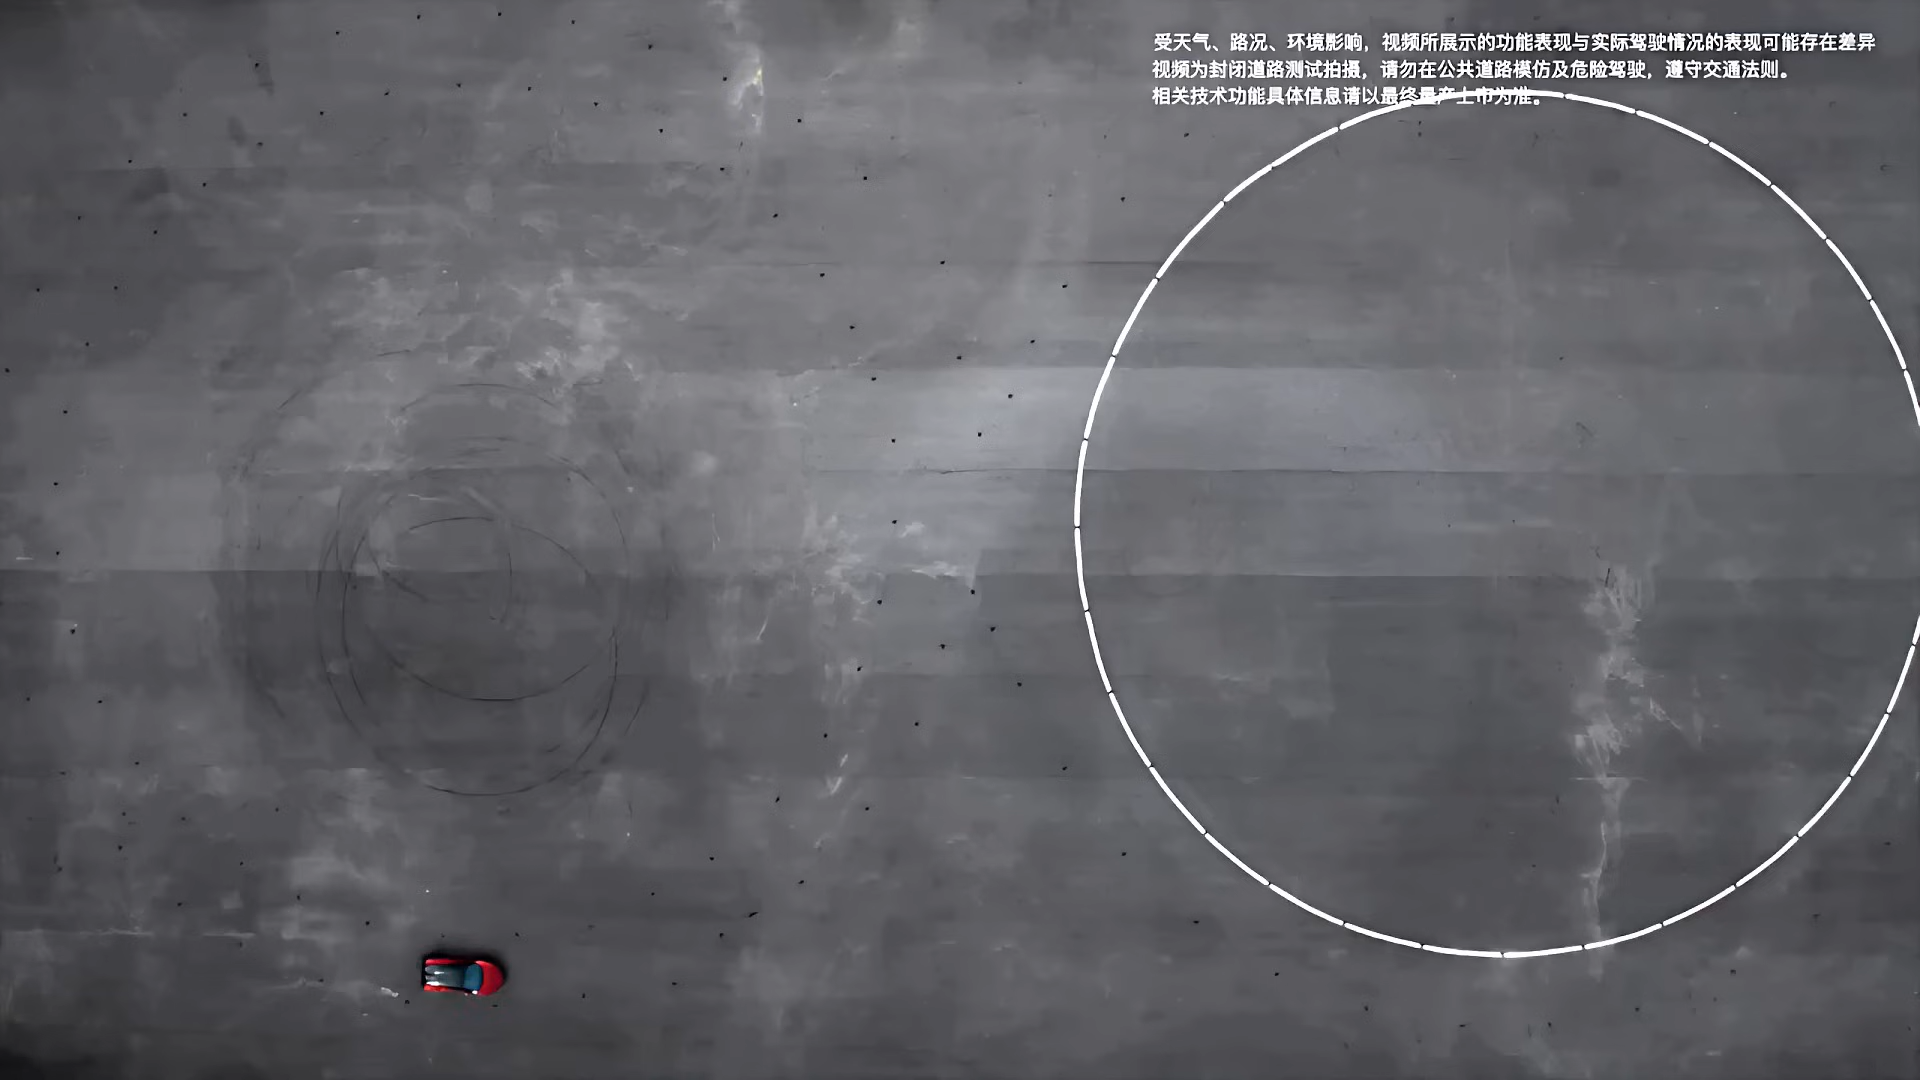 受天气、路况、环境影响，视频所展示的功能表现与实际驾驶情况的表现可能存在差异
视频为封闭道路测试拍摄，请勿在公共道路模仿及危险驾驶，遵守交通法则。
相关技术功能具体信息请以最终量产上市为准。